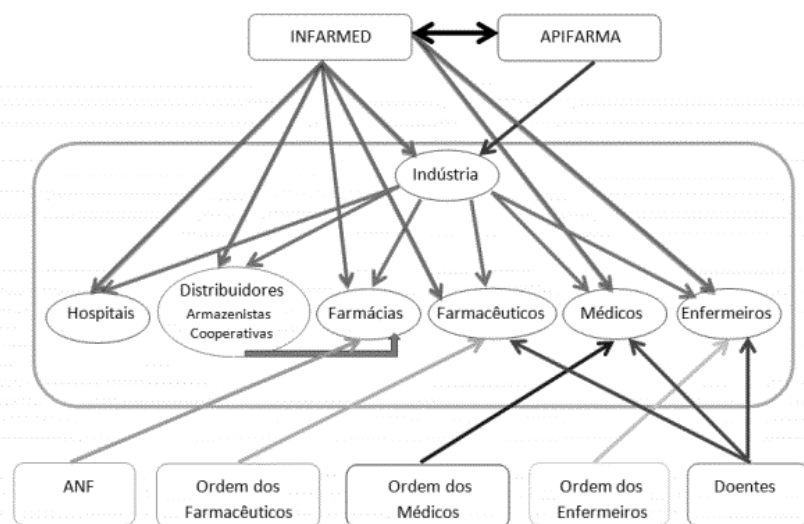 INFARMED
APIFARMA
Indústria
Hospitais
Distribuidores
Armazenistas
Cooperativas
Farmácias
Farmacêuticos
Médicos
Enfermeiros
ANF
Ordem dos
Farmacêuticos
Ordem dos
Médicos
Ordem dos
Enfermeiros
Doentes